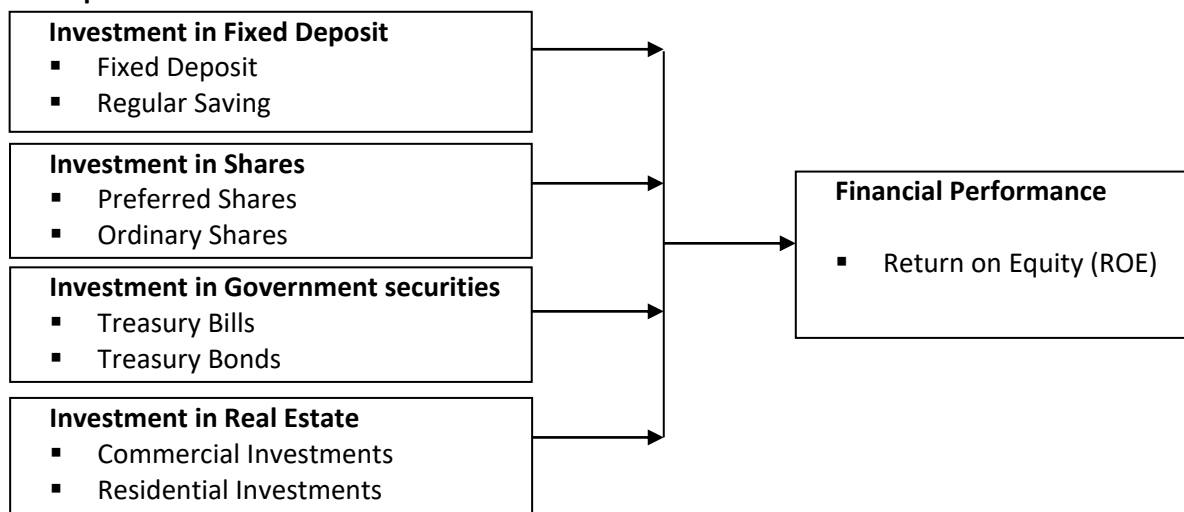 Investment in Fixed Deposit
▪ Fixed Deposit
▪ Regular Saving
Investment in Shares
▪ Preferred Shares
▪ Ordinary Shares
Investment in Government securities
▪ Treasury Bills
▪ Treasury Bonds
Investment in Real Estate
▪ Commercial Investments
▪ Residential Investments
Financial Performance
▪ Return on Equity (ROE)